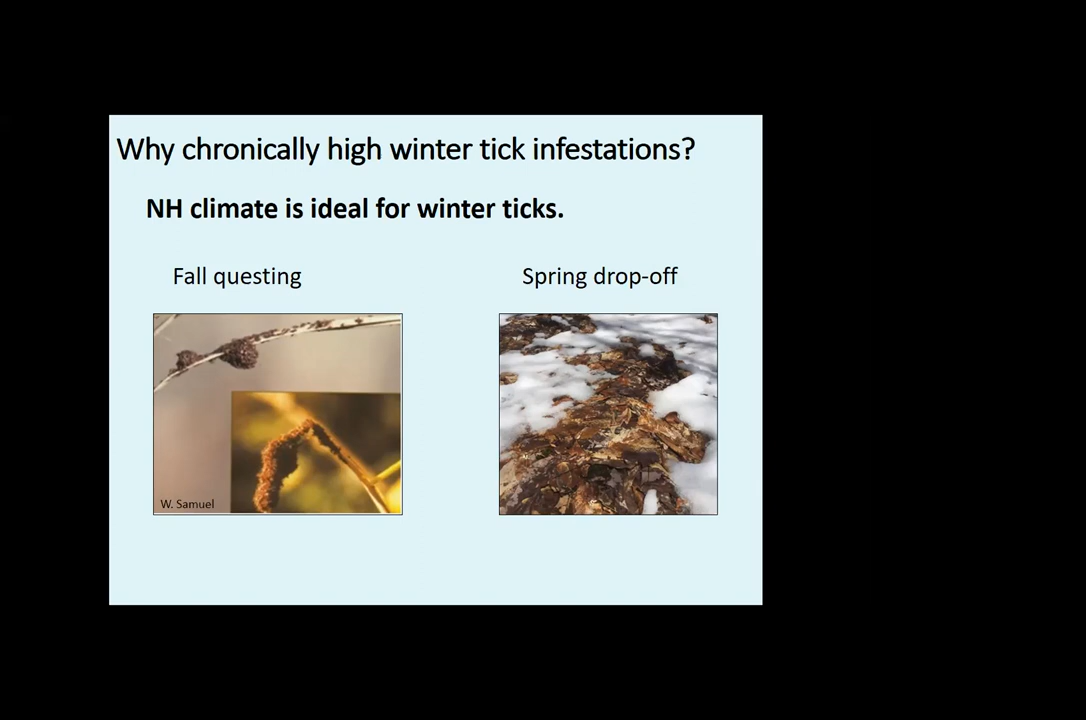 Why chronically high winter tick infestations?
NH climate is ideal for winter ticks.
Fall questing
Spring drop-off
W. Samuel